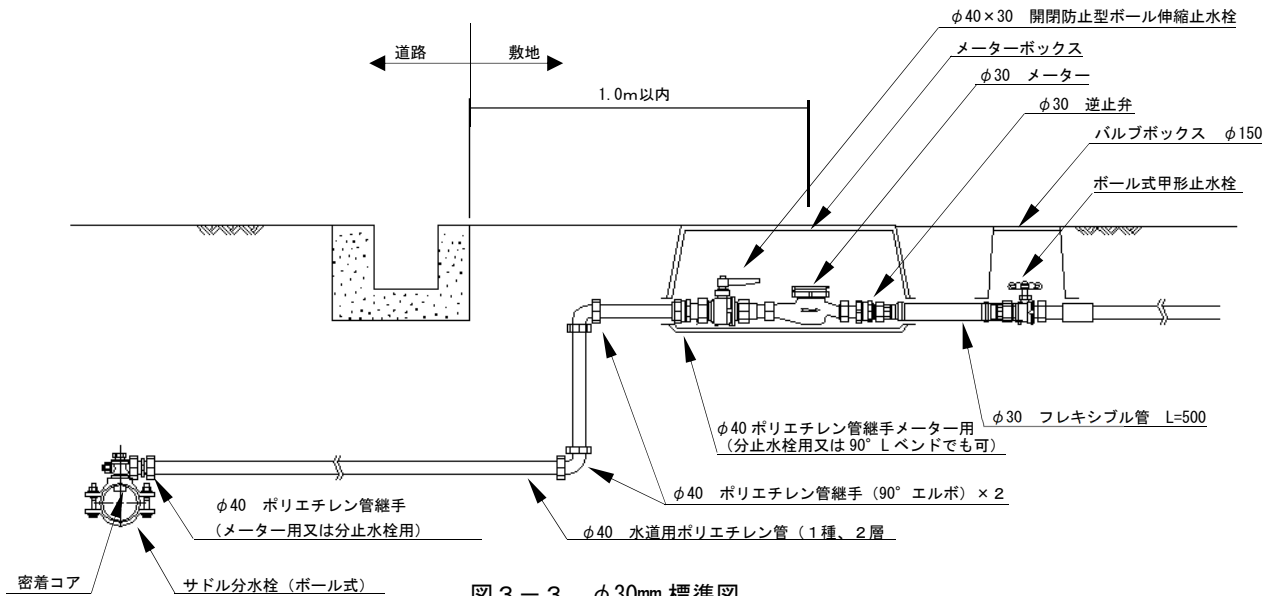 φ40×30 開閉防止型ボール伸縮止水栓
道路
敷地
メーターボックス
φ30 メーター
1.0m以内
φ30 逆止弁
バルブボックス φ150
ボール式甲形止水栓
φ40ポリエチレン管継手メーター用
(分止水栓用又は90°Lベンドでも可)
φ30 フレキシブル管 L=500
φ40 ポリエチレン管継手(90°エルボ)×2
φ40 ポリエチレン管継手
(メーター用又は分止水栓用)
φ40 水道用ポリエチレン管(1種、2層
密着コア
サドル分水栓(ボール式)
図3-3 φ30mm標準図